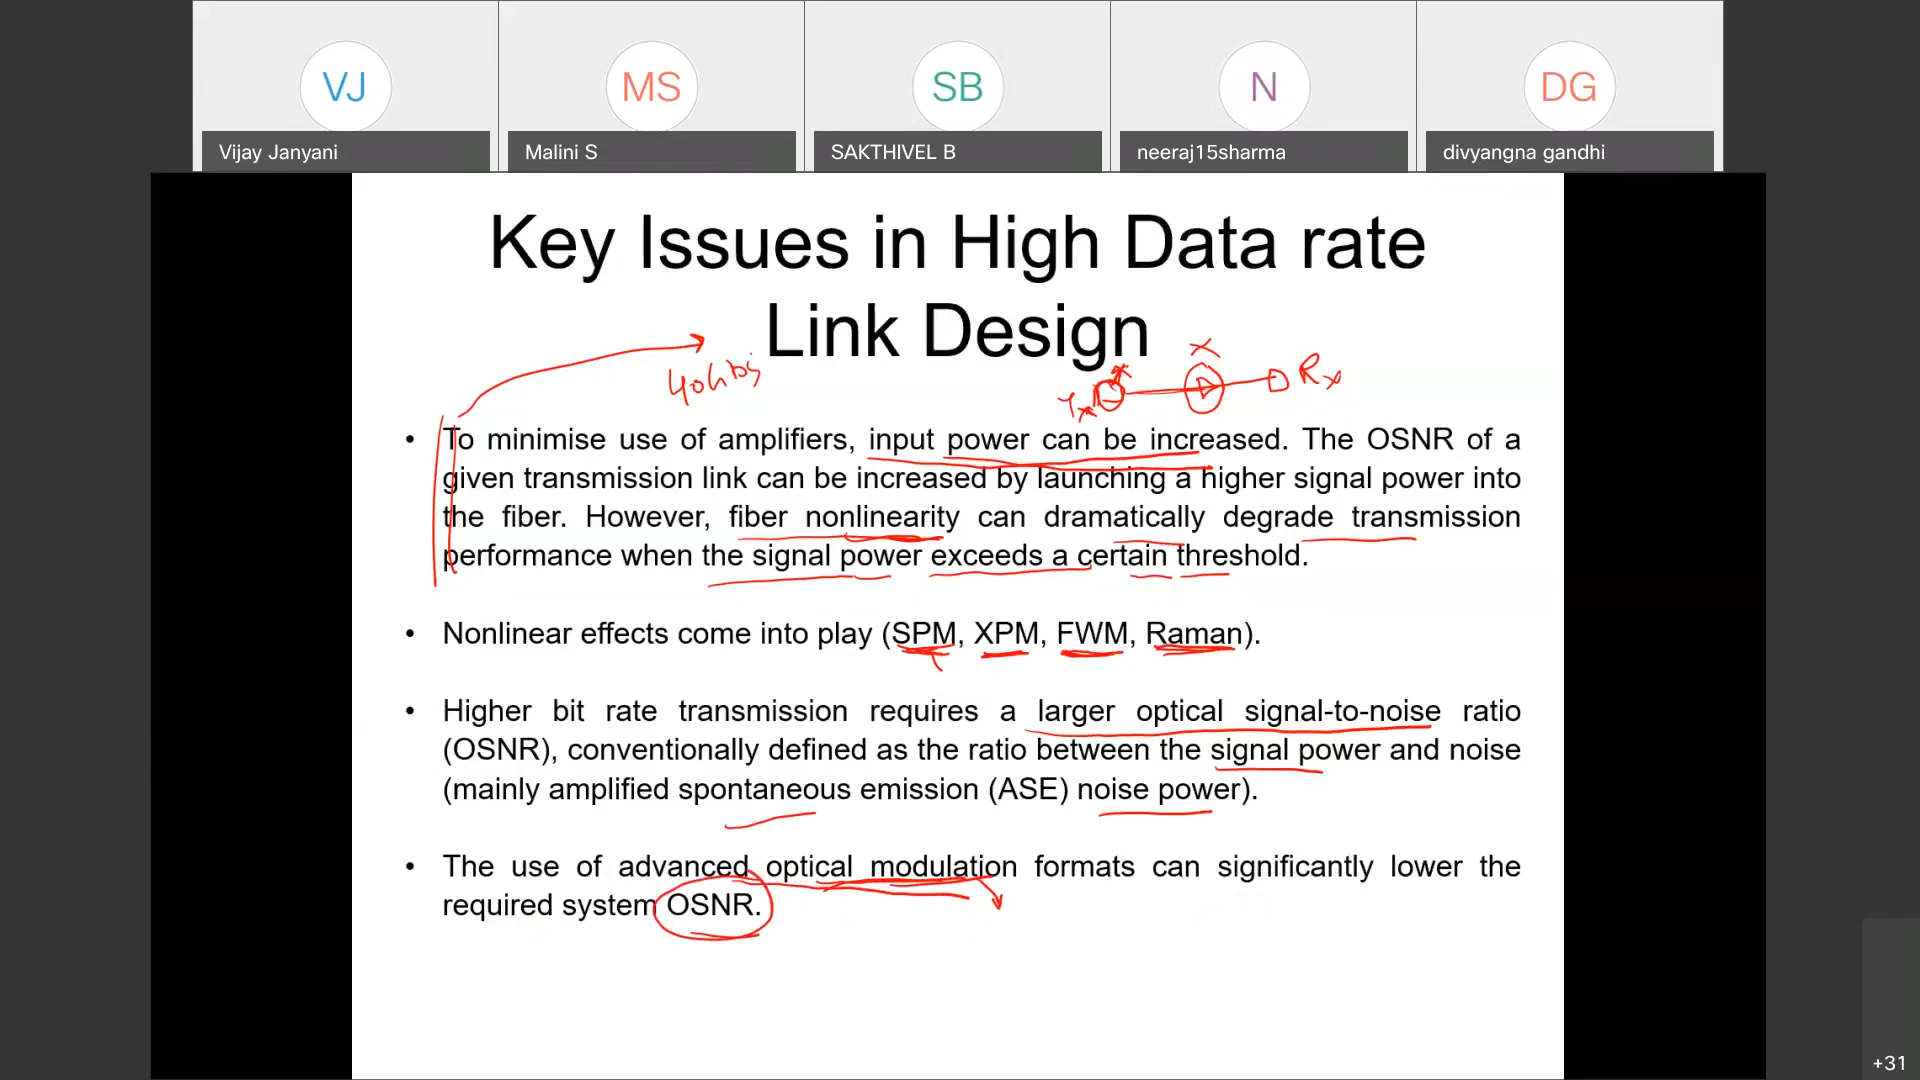 VJ
MS
SB
N
DG
Vijay Janyani
Malini S
SAKTHIVEL B
neeraj15sharma
divyangna gandhi
Key Issues in High Data rate
Link Design
Tx
X
Rx
• To minimise use of amplifiers, input power can be increased. The OSNR of a
given transmission link can be increased by launching a higher signal power into
the fiber. However, fiber nonlinearity can dramatically degrade transmission
performance when the signal power exceeds a certain threshold.
• Nonlinear effects come into play (SPM, XPM, FWM, Raman).
• Higher bit rate transmission requires a larger optical signal-to-noise ratio
(OSNR), conventionally defined as the ratio between the signal power and noise
(mainly amplified spontaneous emission (ASE) noise power).
• The use of advanced optical modulation formats can significantly lower the
required system OSNR.
+31